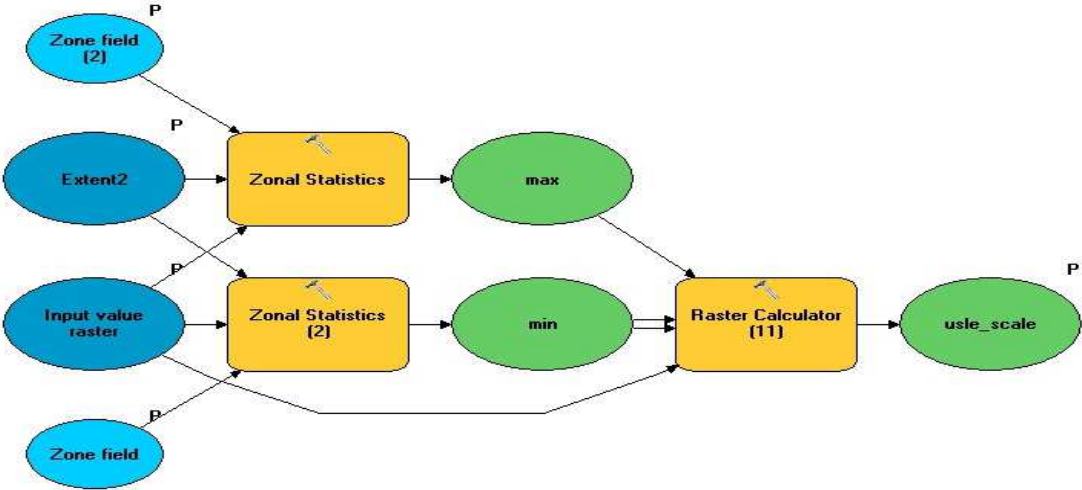 P
Zone field
(2)
P
Extent2
Zonal Statistics
max
P
P
Input value
raster
Zonal Statistics
(2)
min
Raster Calculator
(11)
usle_scale
P
Zone field